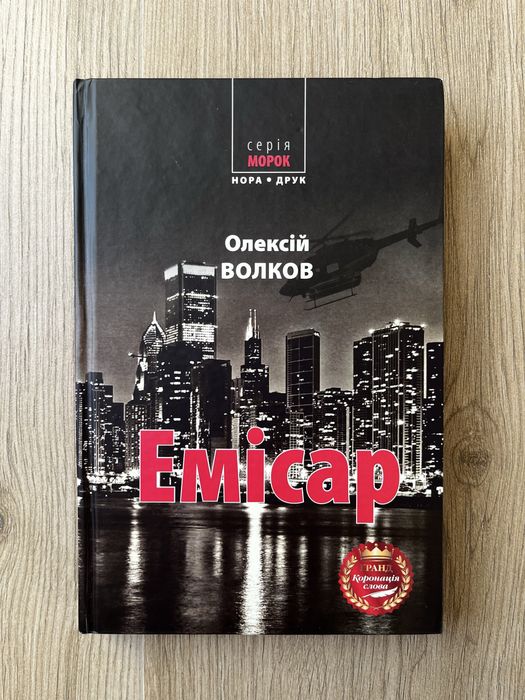 серія
МОРОК
НОРА • ДРУК
Олексій
ВОЛКОВ
Емісар
ГРАНД
Коронація
слова